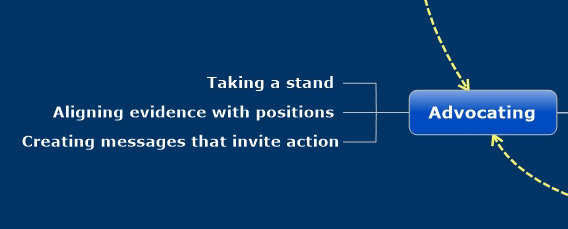 Taking a stand
Aligning evidence with positions
Creating messages that invite action
Advocating